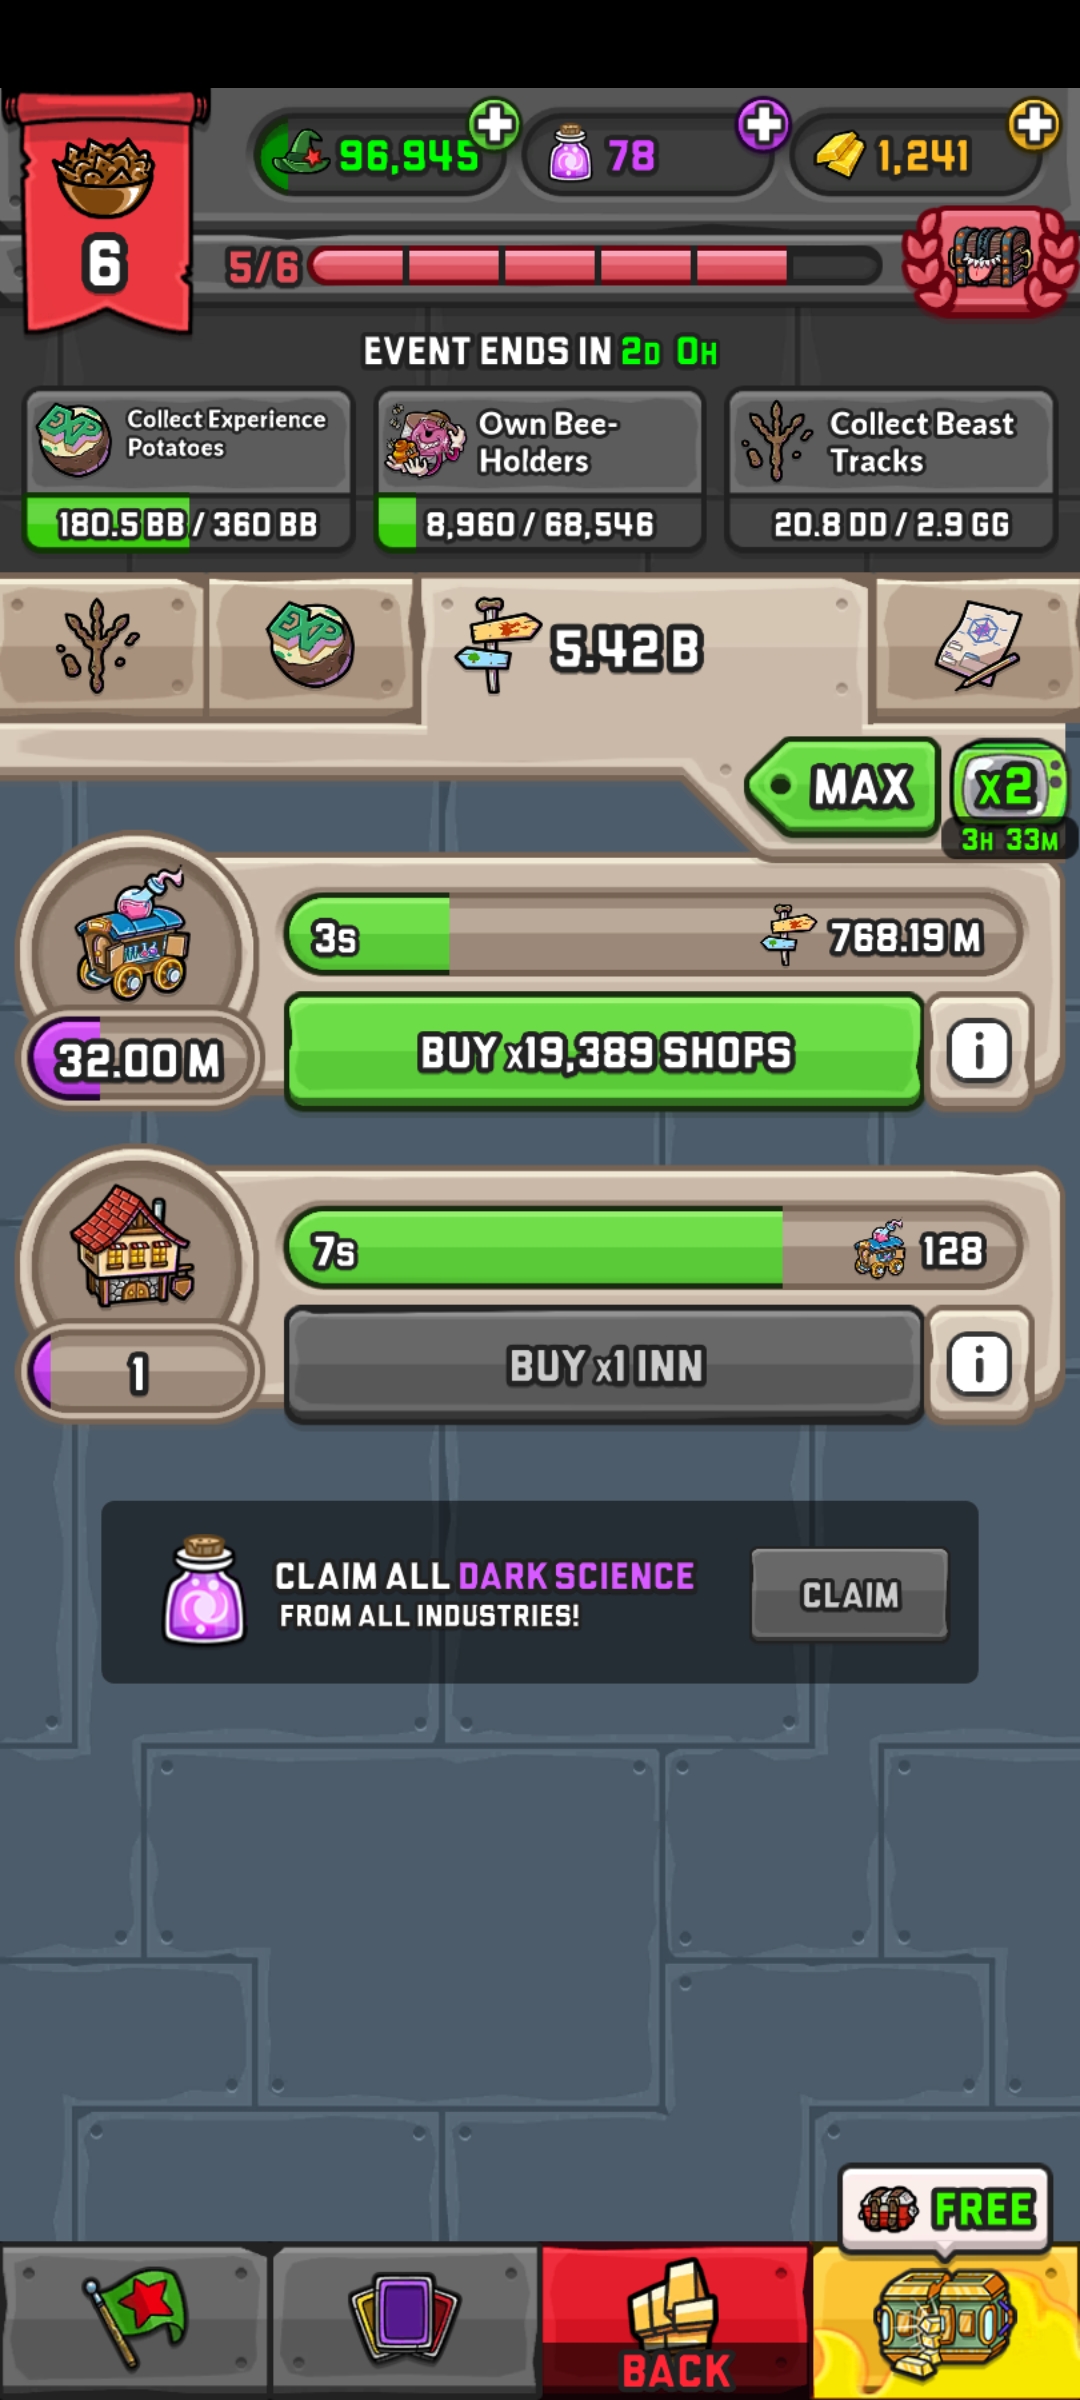 96,945
78
1,241
6
5/6
EVENT ENDS IN 2D 0H
EXP
Collect Experience
Potatoes
180.5 BB / 360 BB
Own Bee-
Holders
8,960 / 68,546
Collect Beast
Tracks
20.8 DD / 2.9 GG
EXP
5.42 B
MAX
x2
3H 33M
3s
768.19 M
32.00 M
BUY x19,389 SHOPS
i
7s
128
1
BUY x1 INN
i
CLAIM ALL DARK SCIENCE
FROM ALL INDUSTRIES!
CLAIM
FREE
BACK